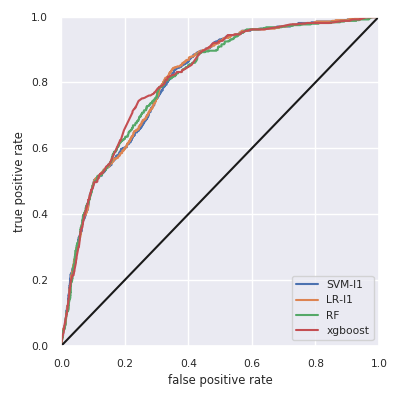 1.0
0.8
0.6
0.4
0.2
0.0
true positive rate
0.0 0.2 0.4 0.6 0.8 1.0
false positive rate
SVM-l1
LR-l1
RF
xgboost